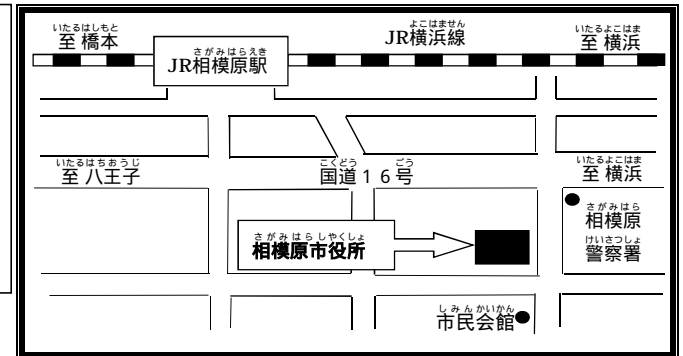 いたるはしもと
至 橋本
さがみはらえき
JR相模原駅
よこはません
JR横浜線
いたるよこはま
至 横浜
いたるはちおうじ
至 八王子
こくどう ごう
国道16号
いたるよこはま
至 横浜
さがみはら
相模原
けいさつしょ
警察署
さがみはらしやくしょ
相模原市役所
しみんかいかん
市民会館